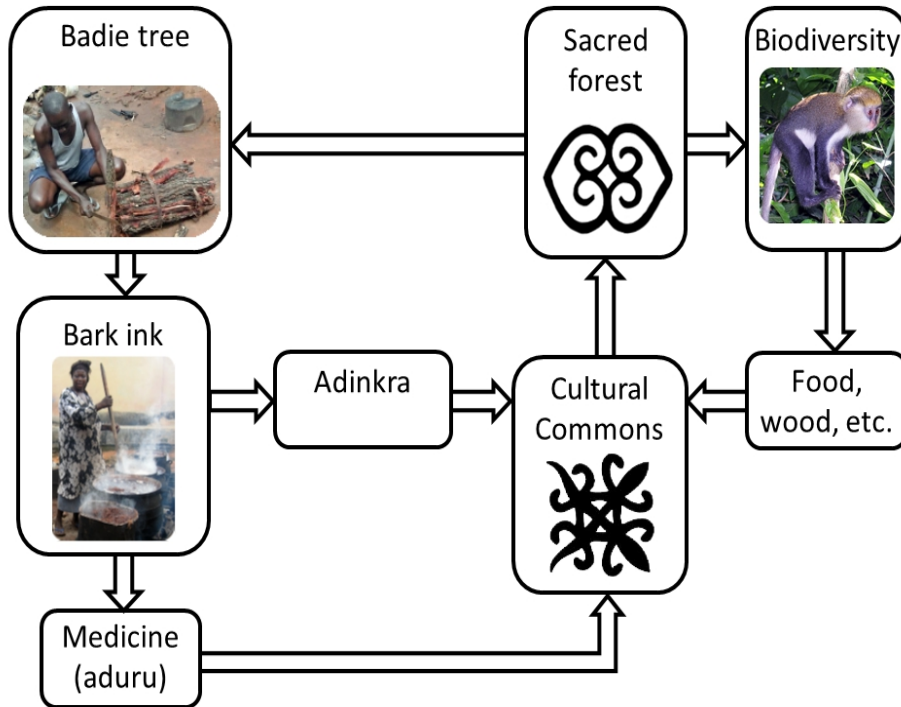 Badie tree
Sacred
forest
Biodiversity
Bark ink
Adinkra
Cultural
Commons
Food,
wood, etc.
Medicine
(aduru)